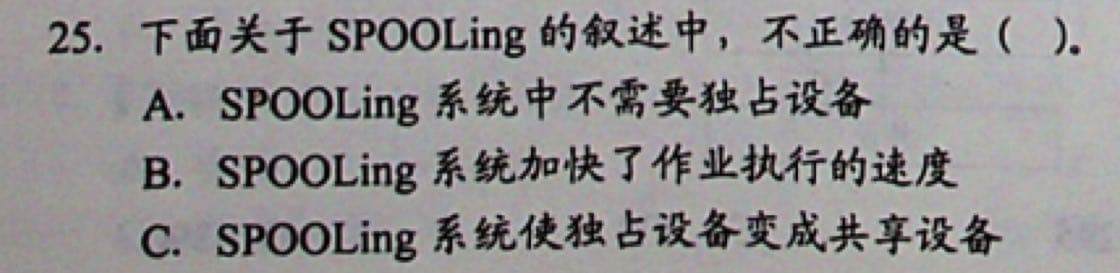 25. 下面关于 SPOOLing 的叙述中，不正确的是（ ）。
A. SPOOLing 系统中不需要独占设备
B. SPOOLing 系统加快了作业执行的速度
C. SPOOLing 系统使独占设备变成共享设备